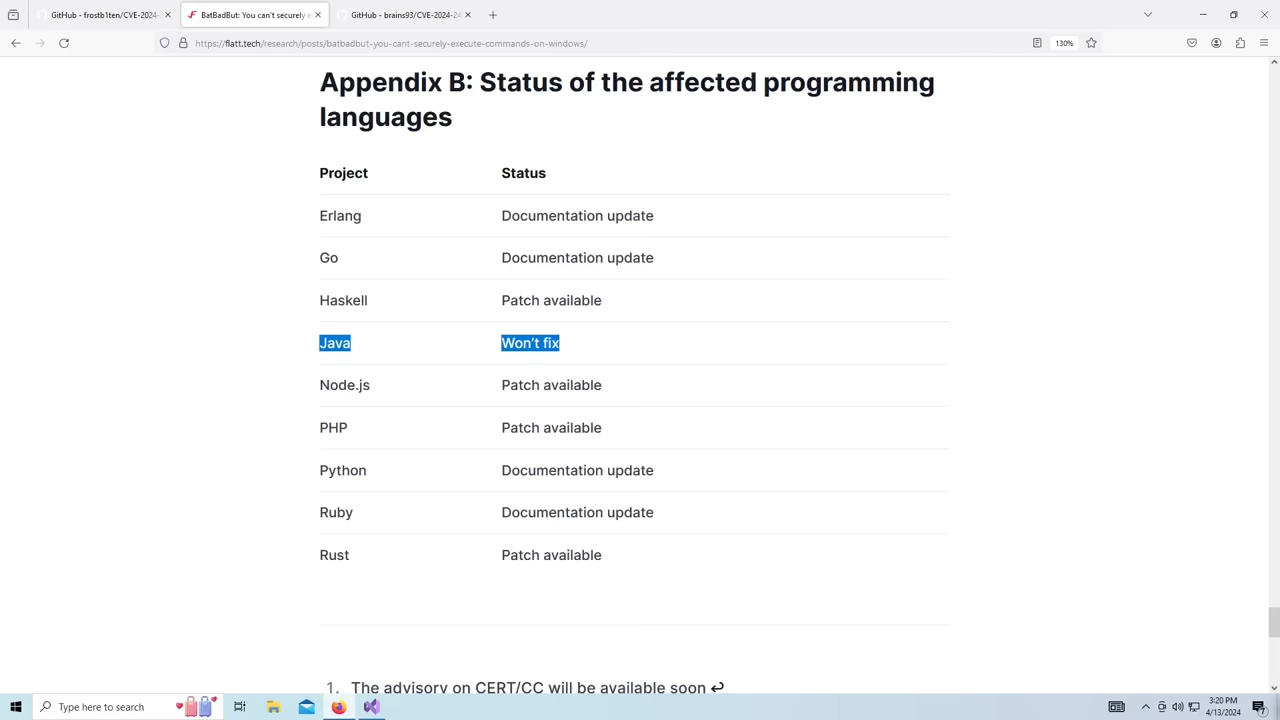 GitHub - frostb1ten/CVE-2024-
BatBadBut: You can't securely e
GitHub - brains93/CVE-2024-24
https://flatt.tech/research/posts/batbadbut-you-cant-securely-execute-commands-on-windows/
130%
Appendix B: Status of the affected programming
languages
Project Status
Erlang Documentation update
Go Documentation update
Haskell Patch available
Java Won't fix
Node.js Patch available
PHP Patch available
Python Documentation update
Ruby Documentation update
Rust Patch available
1. The advisory on CERT/CC will be available soon ↩
Type here to search
3:20 PM
4/13/2024
7